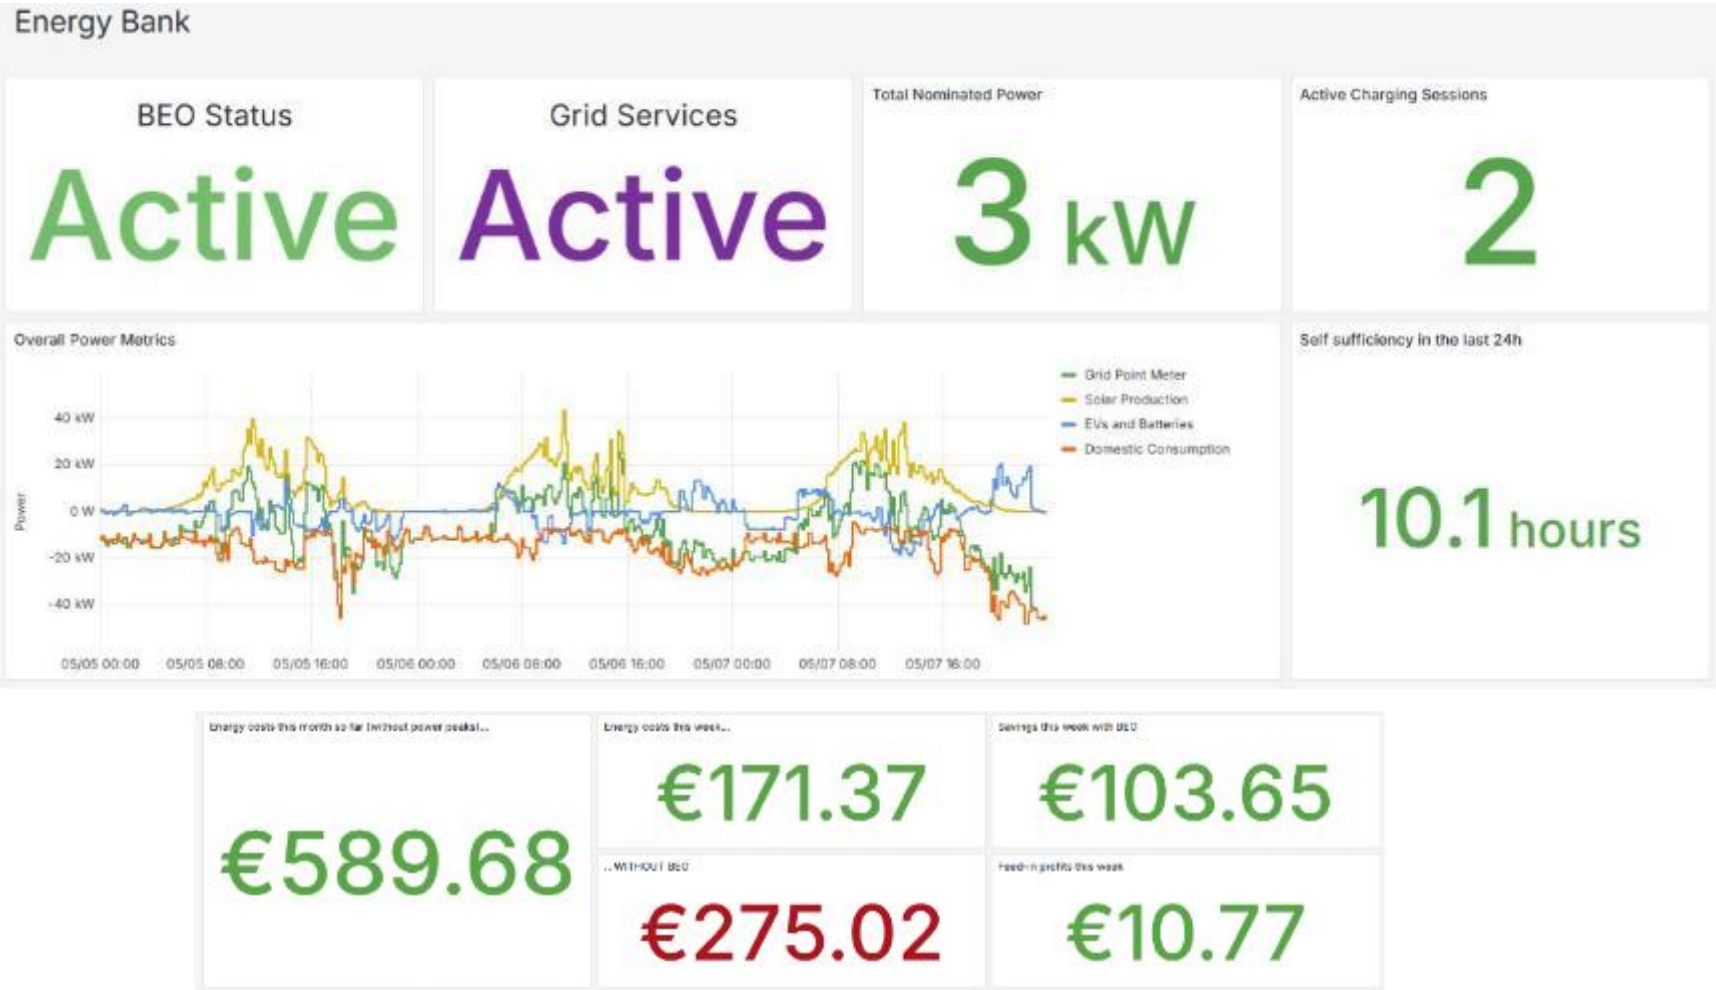 Energy Bank
BEO Status
Active
Grid Services
Active
Total Nominated Power
3 kW
Active Charging Sessions
2
Overall Power Metrics
Power
40 kW
20 kW
0 W
-20 kW
-40 kW
05/05 00:00
05/05 08:00
05/05 16:00
05/06 00:00
05/06 08:00
05/06 16:00
05/07 00:00
05/07 08:00
05/07 16:00
Grid Point Meter
Solar Production
EVs and Batteries
Domestic Consumption
Self sufficiency in the last 24h
10.1 hours
Energy costs this month so far (without power peaks)...
€589.68
Energy costs this week...
€171.37
Savings this week with BEO
€103.65
...WITHOUT BEO
€275.02
Feed-in profits this week
€10.77